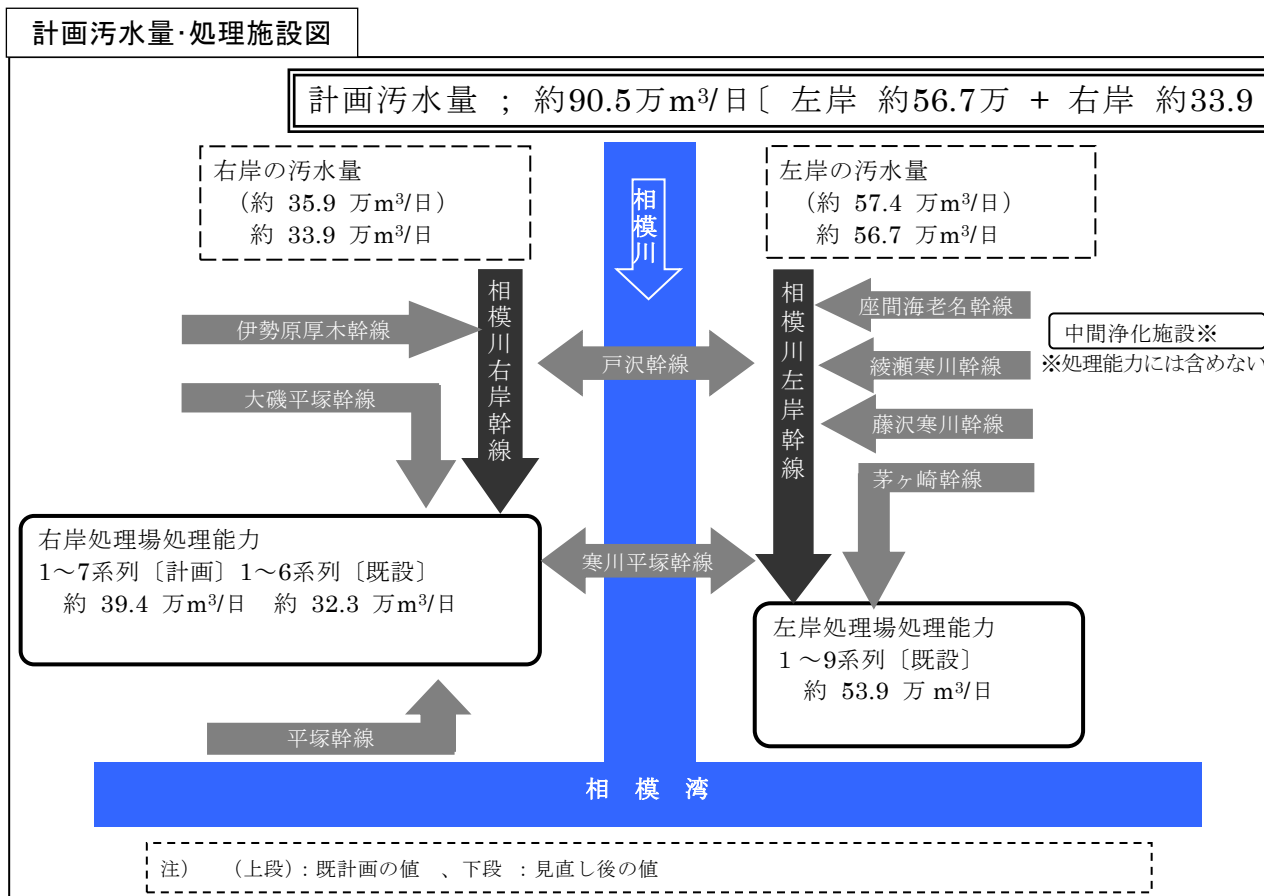 計画汚水量･処理施設図
計画汚水量 ; 約90.5万m³/日〔 左岸 約56.7万 + 右岸 約33.9
右岸の汚水量
(約 35.9 万m³/日)
約 33.9 万m³/日
相模川
左岸の汚水量
(約 57.4 万m³/日)
約 56.7 万m³/日
相模川右岸幹線
相模川左岸幹線
伊勢原厚木幹線
大磯平塚幹線
戸沢幹線
座間海老名幹線
綾瀬寒川幹線
藤沢寒川幹線
茅ヶ崎幹線
中間浄化施設※
※処理能力には含めない
右岸処理場処理能力
1～7系列〔計画〕1～6系列〔既設〕
約 39.4 万m³/日 約 32.3 万m³/日
寒川平塚幹線
左岸処理場処理能力
1～9系列〔既設〕
約 53.9 万m³/日
平塚幹線
相 模 湾
注) (上段):既計画の値 、下段 :見直し後の値